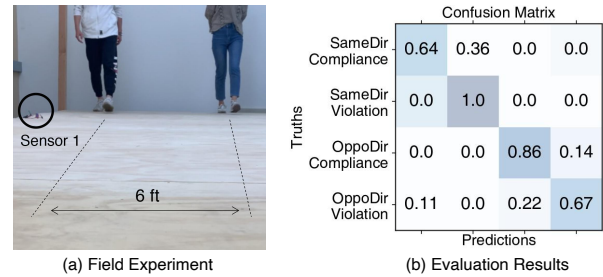 Sensor 1
6 ft
(a) Field Experiment
Confusion Matrix
Truths
SameDir
Compliance
0.64 0.36 0.0 0.0
SameDir
Violation
0.0 1.0 0.0 0.0
OppoDir
Compliance
0.0 0.0 0.86 0.14
OppoDir
Violation
0.11 0.0 0.22 0.67
Predictions
(b) Evaluation Results